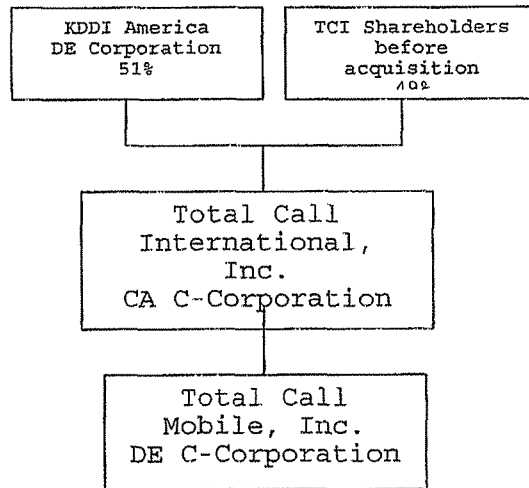 KDDI America
DE Corporation
51%
TCI Shareholders
before
acquisition
Total Call
International,
Inc.
CA C-Corporation
Total Call
Mobile, Inc.
DE C-Corporation